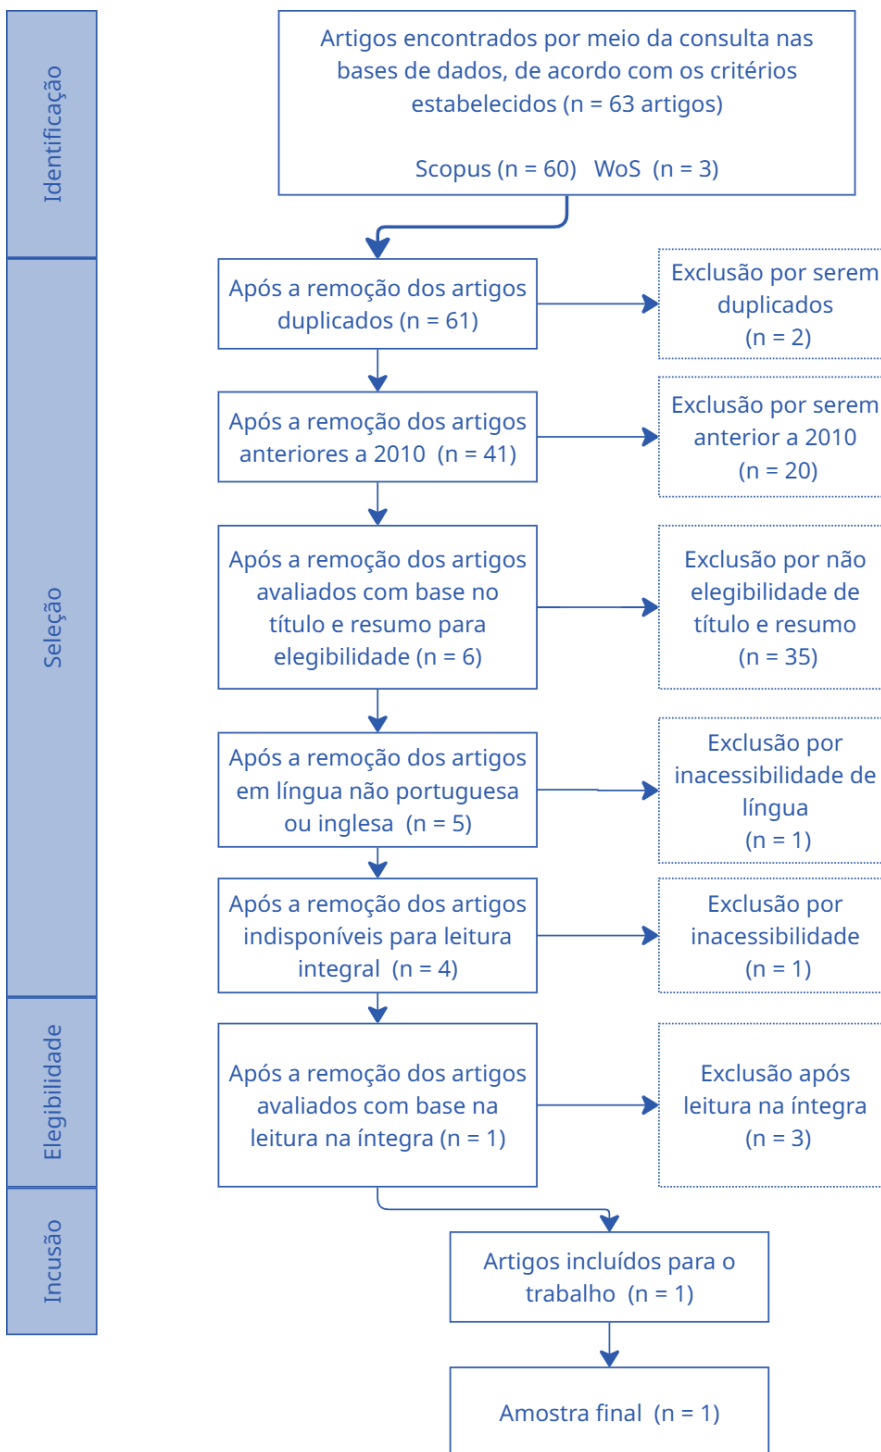 Identificação
Artigos encontrados por meio da consulta nas
bases de dados, de acordo com os critérios
estabelecidos (n = 63 artigos)
Scopus (n = 60) WoS (n = 3)
Seleção
Após a remoção dos artigos
duplicados (n = 61)
Exclusão por serem
duplicados
(n = 2)
Após a remoção dos artigos
anteriores a 2010 (n = 41)
Exclusão por serem
anterior a 2010
(n = 20)
Após a remoção dos artigos
avaliados com base no
título e resumo para
elegibilidade (n = 6)
Exclusão por não
elegibilidade de
título e resumo
(n = 35)
Após a remoção dos artigos
em língua não portuguesa
ou inglesa (n = 5)
Exclusão por
inacessibilidade de
língua
(n = 1)
Após a remoção dos artigos
indisponíveis para leitura
integral (n = 4)
Exclusão por
inacessibilidade
(n = 1)
Elegibilidade
Após a remoção dos artigos
avaliados com base na
leitura na íntegra (n = 1)
Exclusão após
leitura na íntegra
(n = 3)
Incusão
Artigos incluídos para o
trabalho (n = 1)
Amostra final (n = 1)